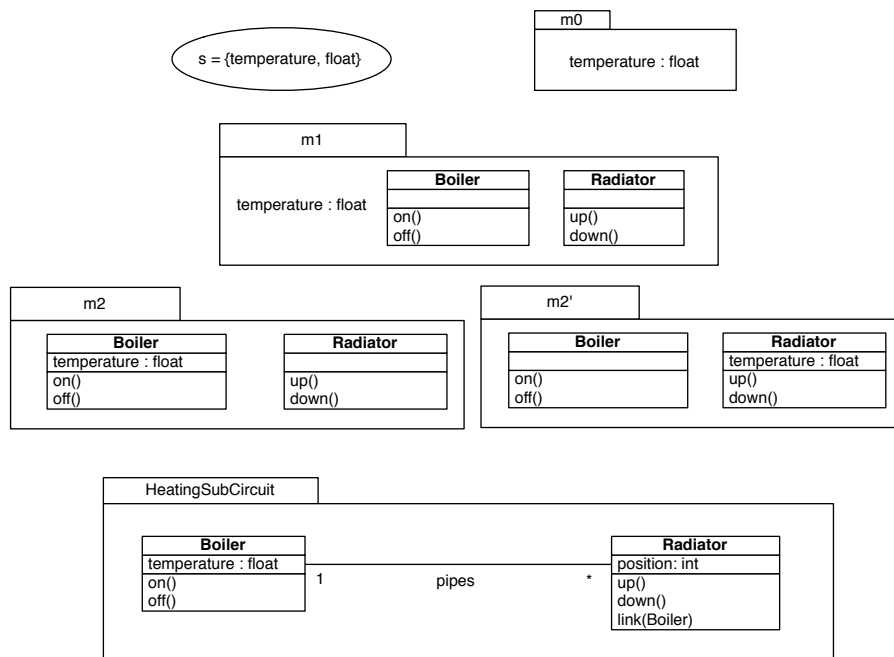 s = {temperature, float}
m0
temperature : float
m1
temperature : float
Boiler
on()
off()
Radiator
up()
down()
m2
Boiler
temperature : float
on()
off()
Radiator
up()
down()
m2'
Boiler
on()
off()
Radiator
temperature : float
up()
down()
HeatingSubCircuit
Boiler
temperature : float
on()
off()
1
pipes
*
Radiator
position: int
up()
down()
link(Boiler)